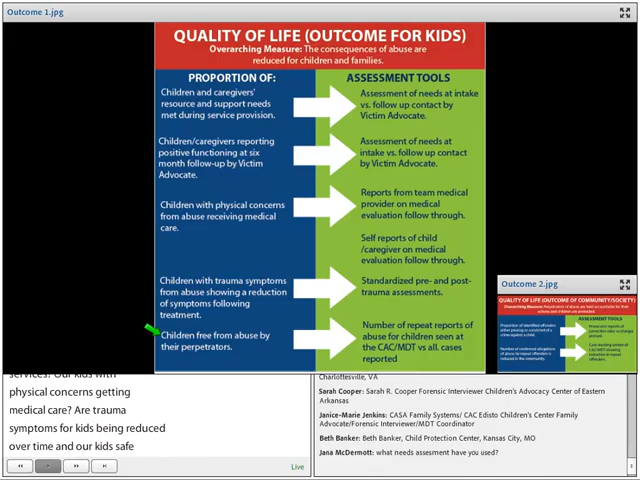 Outcome 1.jpg
QUALITY OF LIFE (OUTCOME FOR KIDS)
Overarching Measure: The consequences of abuse are
reduced for children and families.
PROPORTION OF:
Children and caregivers'
resource and support needs
met during service provision.
Children/caregivers reporting
positive functioning at six
month follow-up by Victim
Advocate.
Children with physical concerns
from abuse receiving medical
care.
Children with trauma symptoms
from abuse showing a reduction
of symptoms following
treatment.
Children free from abuse by
their perpetrators.
ASSESSMENT TOOLS
Assessment of needs at intake
vs. follow up contact by
Victim Advocate.
Assessment of needs at
intake vs. follow up contact
by Victim Advocate.
Reports from team medical
provider on medical
evaluation follow through.
Self reports of child
/caregiver on medical
evaluation follow through.
Standardized pre- and post-
trauma assessments.
Number of repeat reports of
abuse for children seen at
the CAC/MDT vs. all cases
reported
Outcome 2.jpg
QUALITY OF LIFE (OUTCOME OF COMMUNITY/SOCIETY)
ASSESSMENT TOOLS
services? Our kids with
physical concerns getting
medical care? Are trauma
symptoms for kids being reduced
over time and our kids safe
Live
Charlottesville, VA
Sarah Cooper: Sarah R. Cooper Forensic Interviewer Children's Advocacy Center of Eastern
Arkansas
Janice-Marie Jenkins: CASA Family Systems/ CAC Edisto Children's Center Family
Advocate/Forensic Interviewer/MDT Coordinator
Beth Banker: Beth Banker, Child Protection Center, Kansas City, MO
Jana McDermott: what needs assesment have you used?